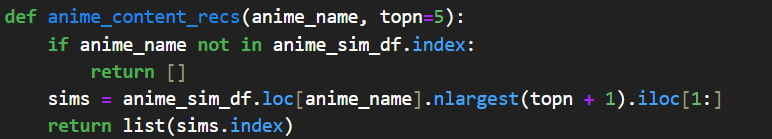 def anime_content_recs(anime_name, topn=5):
    if anime_name not in anime_sim_df.index:
        return []
    sims = anime_sim_df.loc[anime_name].nlargest(topn + 1).iloc[1:]
    return list(sims.index)